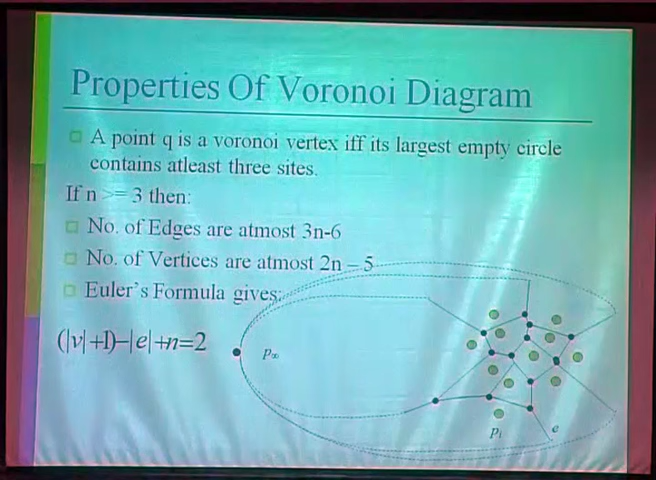 Properties Of Voronoi Diagram
A point q is a voronoi vertex iff its largest empty circle
contains atleast three sites.
If n >= 3 then:
No. of Edges are atmost 3n-6
No. of Vertices are atmost 2n – 5
Euler's Formula gives:
(|v|+1)–|e|+n=2
p∞
Pi
e